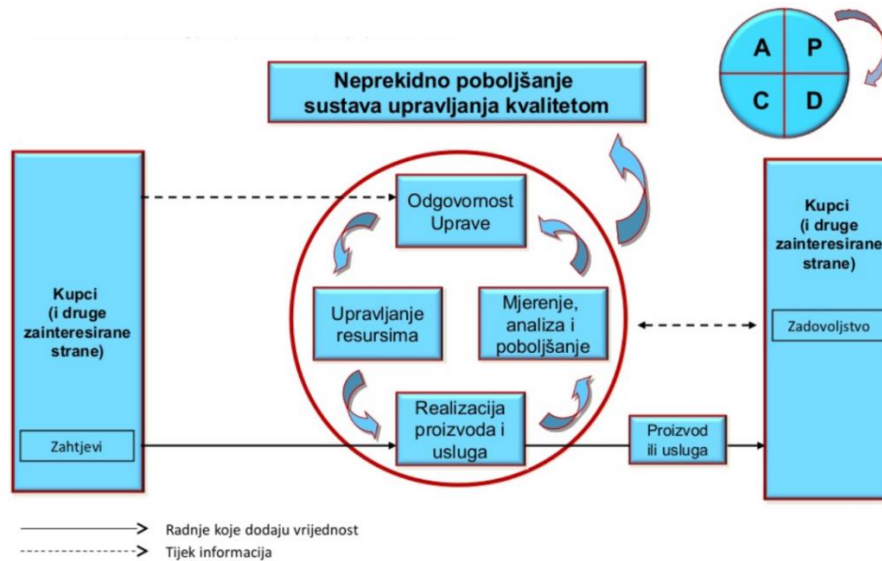 Neprekidno poboljšanje
sustava upravljanja kvalitetom
A P
C D
Kupci
(i druge
zainteresirane
strane)
Zahtjevi
Odgovornost
Uprave
Upravljanje
resursima
Mjerenje,
analiza i
poboljšanje
Realizacija
proizvoda i
usluga
Proizvod
ili usluga
Kupci
(i druge
zainteresirane
strane)
Zadovoljstvo
Radnje koje dodaju vrijednost
Tijek informacija